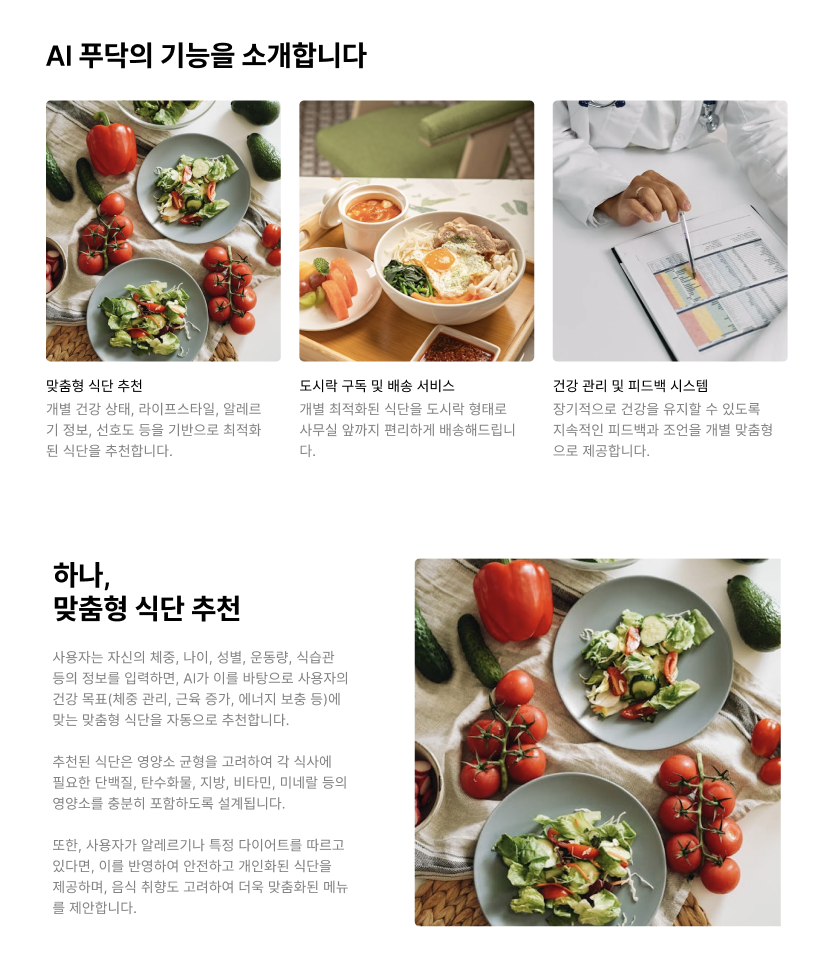 AI 푸닥의 기능을 소개합니다
맞춤형 식단 추천
개별 건강 상태, 라이프스타일, 알레르
기 정보, 선호도 등을 기반으로 최적화
된 식단을 추천합니다.
도시락 구독 및 배송 서비스
개별 최적화된 식단을 도시락 형태로
사무실 앞까지 편리하게 배송해드립니
다.
건강 관리 및 피드백 시스템
장기적으로 건강을 유지할 수 있도록
지속적인 피드백과 조언을 개별 맞춤형
으로 제공합니다.
하나,
맞춤형 식단 추천
사용자는 자신의 체중, 나이, 성별, 운동량, 식습관
등의 정보를 입력하면, AI가 이를 바탕으로 사용자의
건강 목표(체중 관리, 근육 증가, 에너지 보충 등)에
맞는 맞춤형 식단을 자동으로 추천합니다.
추천된 식단은 영양소 균형을 고려하여 각 식사에
필요한 단백질, 탄수화물, 지방, 비타민, 미네랄 등의
영양소를 충분히 포함하도록 설계됩니다.
또한, 사용자가 알레르기나 특정 다이어트를 따르고
있다면, 이를 반영하여 안전하고 개인화된 식단을
제공하며, 음식 취향도 고려하여 더욱 맞춤화된 메뉴
를 제안합니다.